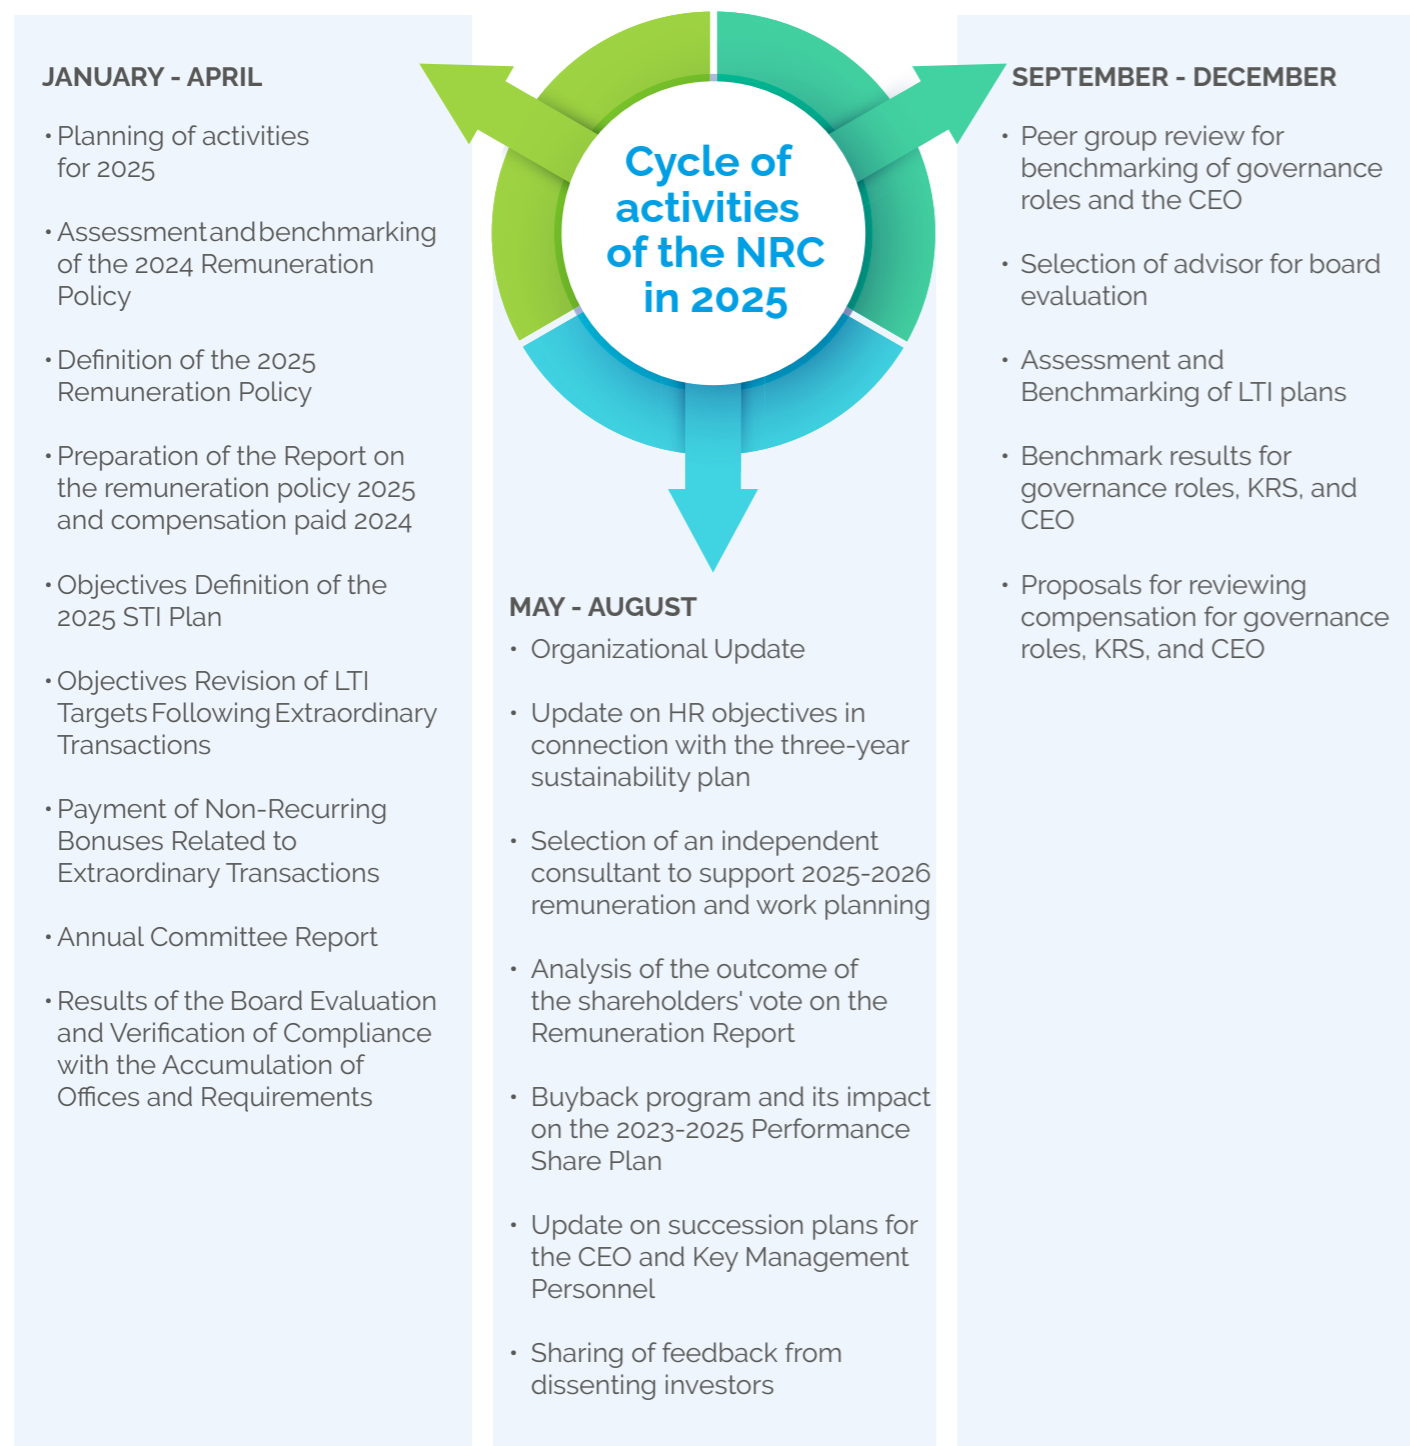 JANUARY - APRIL
• Planning of activities
for 2025
• Assessment and benchmarking
of the 2024 Remuneration
Policy
• Definition of the 2025
Remuneration Policy
• Preparation of the Report on
the remuneration policy 2025
and compensation paid 2024
• Objectives Definition of the
2025 STI Plan
• Objectives Revision of LTI
Targets Following Extraordinary
Transactions
• Payment of Non-Recurring
Bonuses Related to
Extraordinary Transactions
• Annual Committee Report
• Results of the Board Evaluation
and Verification of Compliance
with the Accumulation of
Offices and Requirements
Cycle of
activities
of the NRC
in 2025
MAY - AUGUST
• Organizational Update
• Update on HR objectives in
connection with the three-year
sustainability plan
• Selection of an independent
consultant to support 2025-2026
remuneration and work planning
• Analysis of the outcome of
the shareholders' vote on the
Remuneration Report
• Buyback program and its impact
on the 2023-2025 Performance
Share Plan
• Update on succession plans for
the CEO and Key Management
Personnel
• Sharing of feedback from
dissenting investors
SEPTEMBER - DECEMBER
• Peer group review for
benchmarking of governance
roles and the CEO
• Selection of advisor for board
evaluation
• Assessment and
Benchmarking of LTI plans
• Benchmark results for
governance roles, KRS, and
CEO
• Proposals for reviewing
compensation for governance
roles, KRS, and CEO